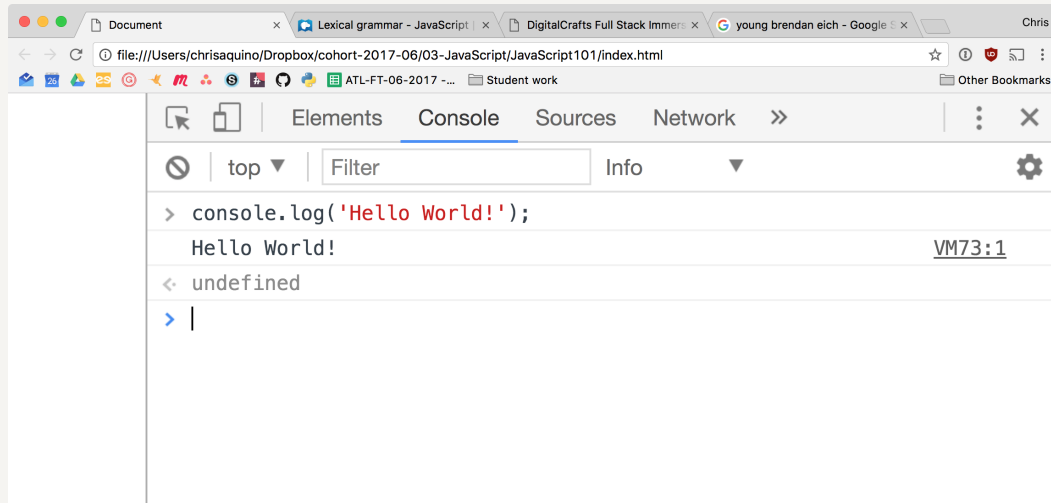 Document
Lexical grammar - JavaScript |
DigitalCrafts Full Stack Immers
young brendan eich - Google S
Chris
file:///Users/chrisaquino/Dropbox/cohort-2017-06/03-JavaScript/JavaScript101/index.html
26
ATL-FT-06-2017 -...
Student work
Other Bookmarks
Elements Console Sources Network
top Filter Info
console.log('Hello World!');
Hello World! VM73:1
undefined